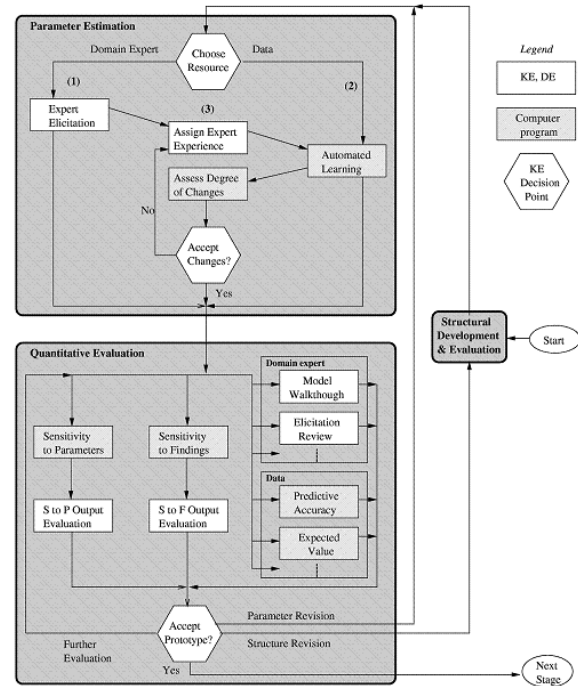 Parameter Estimation
Domain Expert
Choose
Resource
Data
(1)
(2)
Expert
Elicitation
(3)
Assign Expert
Experience
Automated
Learning
Assess Degree
of Changes
No
Accept
Changes?
Yes
Legend
KE, DE
Computer
program
KE
Decision
Point
Structural
Development
& Evaluation
Start
Quantitative Evaluation
Domain expert
Model
Walkthough
Elicitation
Review
Sensitivity
to Parameters
Sensitivity
to Findings
Data
Predictive
Accuracy
S to P Output
Evaluation
S to F Output
Evaluation
Expected
Value
Accept
Prototype?
Parameter Revision
Structure Revision
Further
Evaluation
Yes
Next
Stage